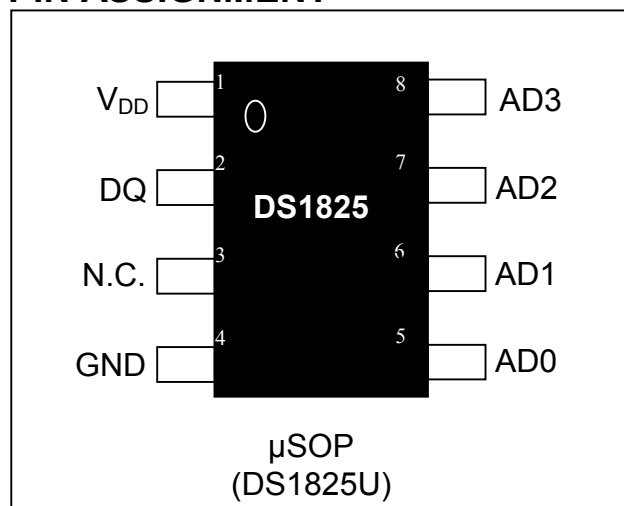 PIN ASSIGNMENT
V_DD 1 8 AD3
DQ 2 7 AD2
DS1825
N.C. 3 6 AD1
GND 4 5 AD0
µSOP
(DS1825U)